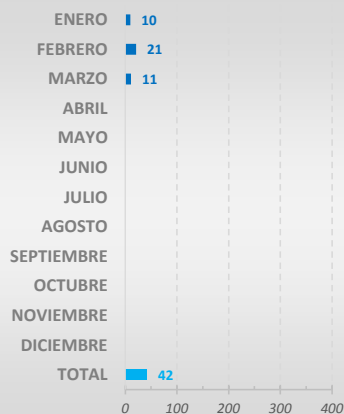 ENERO 10
FEBRERO 21
MARZO 11
ABRIL
MAYO
JUNIO
JULIO
AGOSTO
SEPTIEMBRE
OCTUBRE
NOVIEMBRE
DICIEMBRE
TOTAL 42
0 100 200 300 400